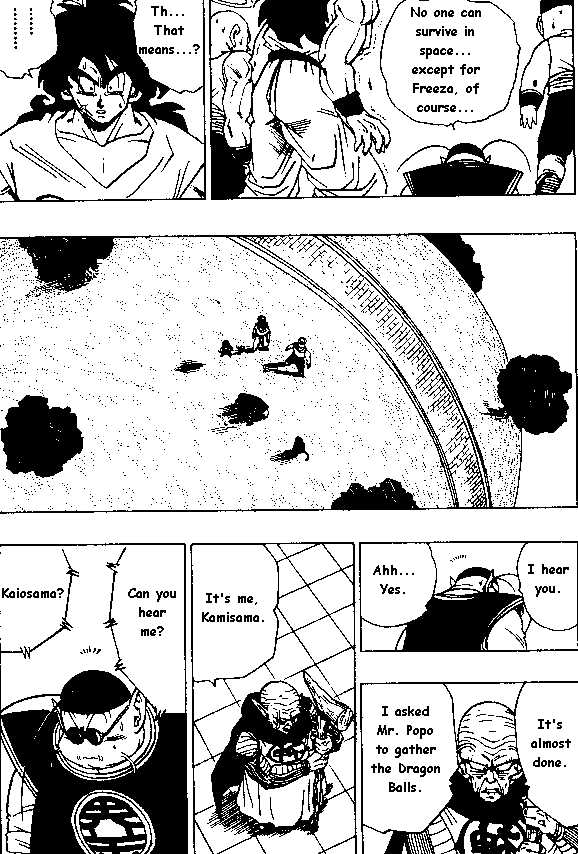 Th...
That
means...?
No one can
survive in
space...
except for
Freeza, of
course...
Kaiosama?
Can you
hear
me?
It's me,
Kamisama.
Ahh...
Yes.
I hear
you.
I asked
Mr. Popo
to gather
the Dragon
Balls.
It's
almost
done.